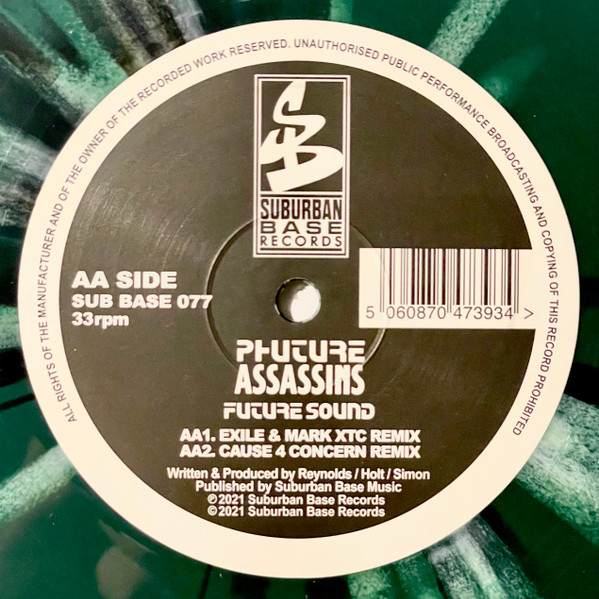 ALL RIGHTS OF THE MANUFACTURER AND OF THE OWNER OF THE RECORDED WORK RESERVED. UNAUTHORISED PUBLIC PERFORMANCE BROADCASTING AND COPYING OF THIS RECORD PROHIBITED
SUBURBAN
BASE
RECORDS
AA SIDE
SUB BASE 077
33rpm
5 060870 473934 >
PHUTURE
ASSASSINS
FUTURE SOUND
AA1. EXILE & MARK XTC REMIX
AA2. CAUSE 4 CONCERN REMIX
Written & Produced by Reynolds / Holt / Simon
Published by Suburban Base Music
℗ 2021 Suburban Base Records
© 2021 Suburban Base Records